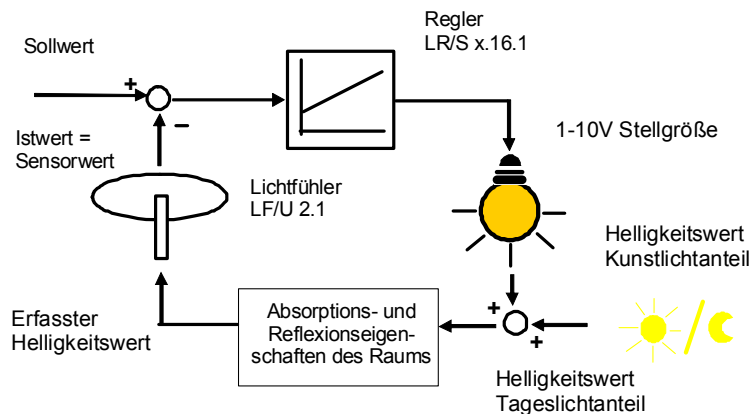 Regler
LR/S x.16.1
Sollwert
+
−
Istwert =
Sensorwert
1-10V Stellgröße
Lichtfühler
LF/U 2.1
Helligkeitswert
Kunstlichtanteil
Erfasster
Helligkeitswert
Absorptions- und
Reflexionseigen-
schaften des Raums
+
+
Helligkeitswert
Tageslichtanteil